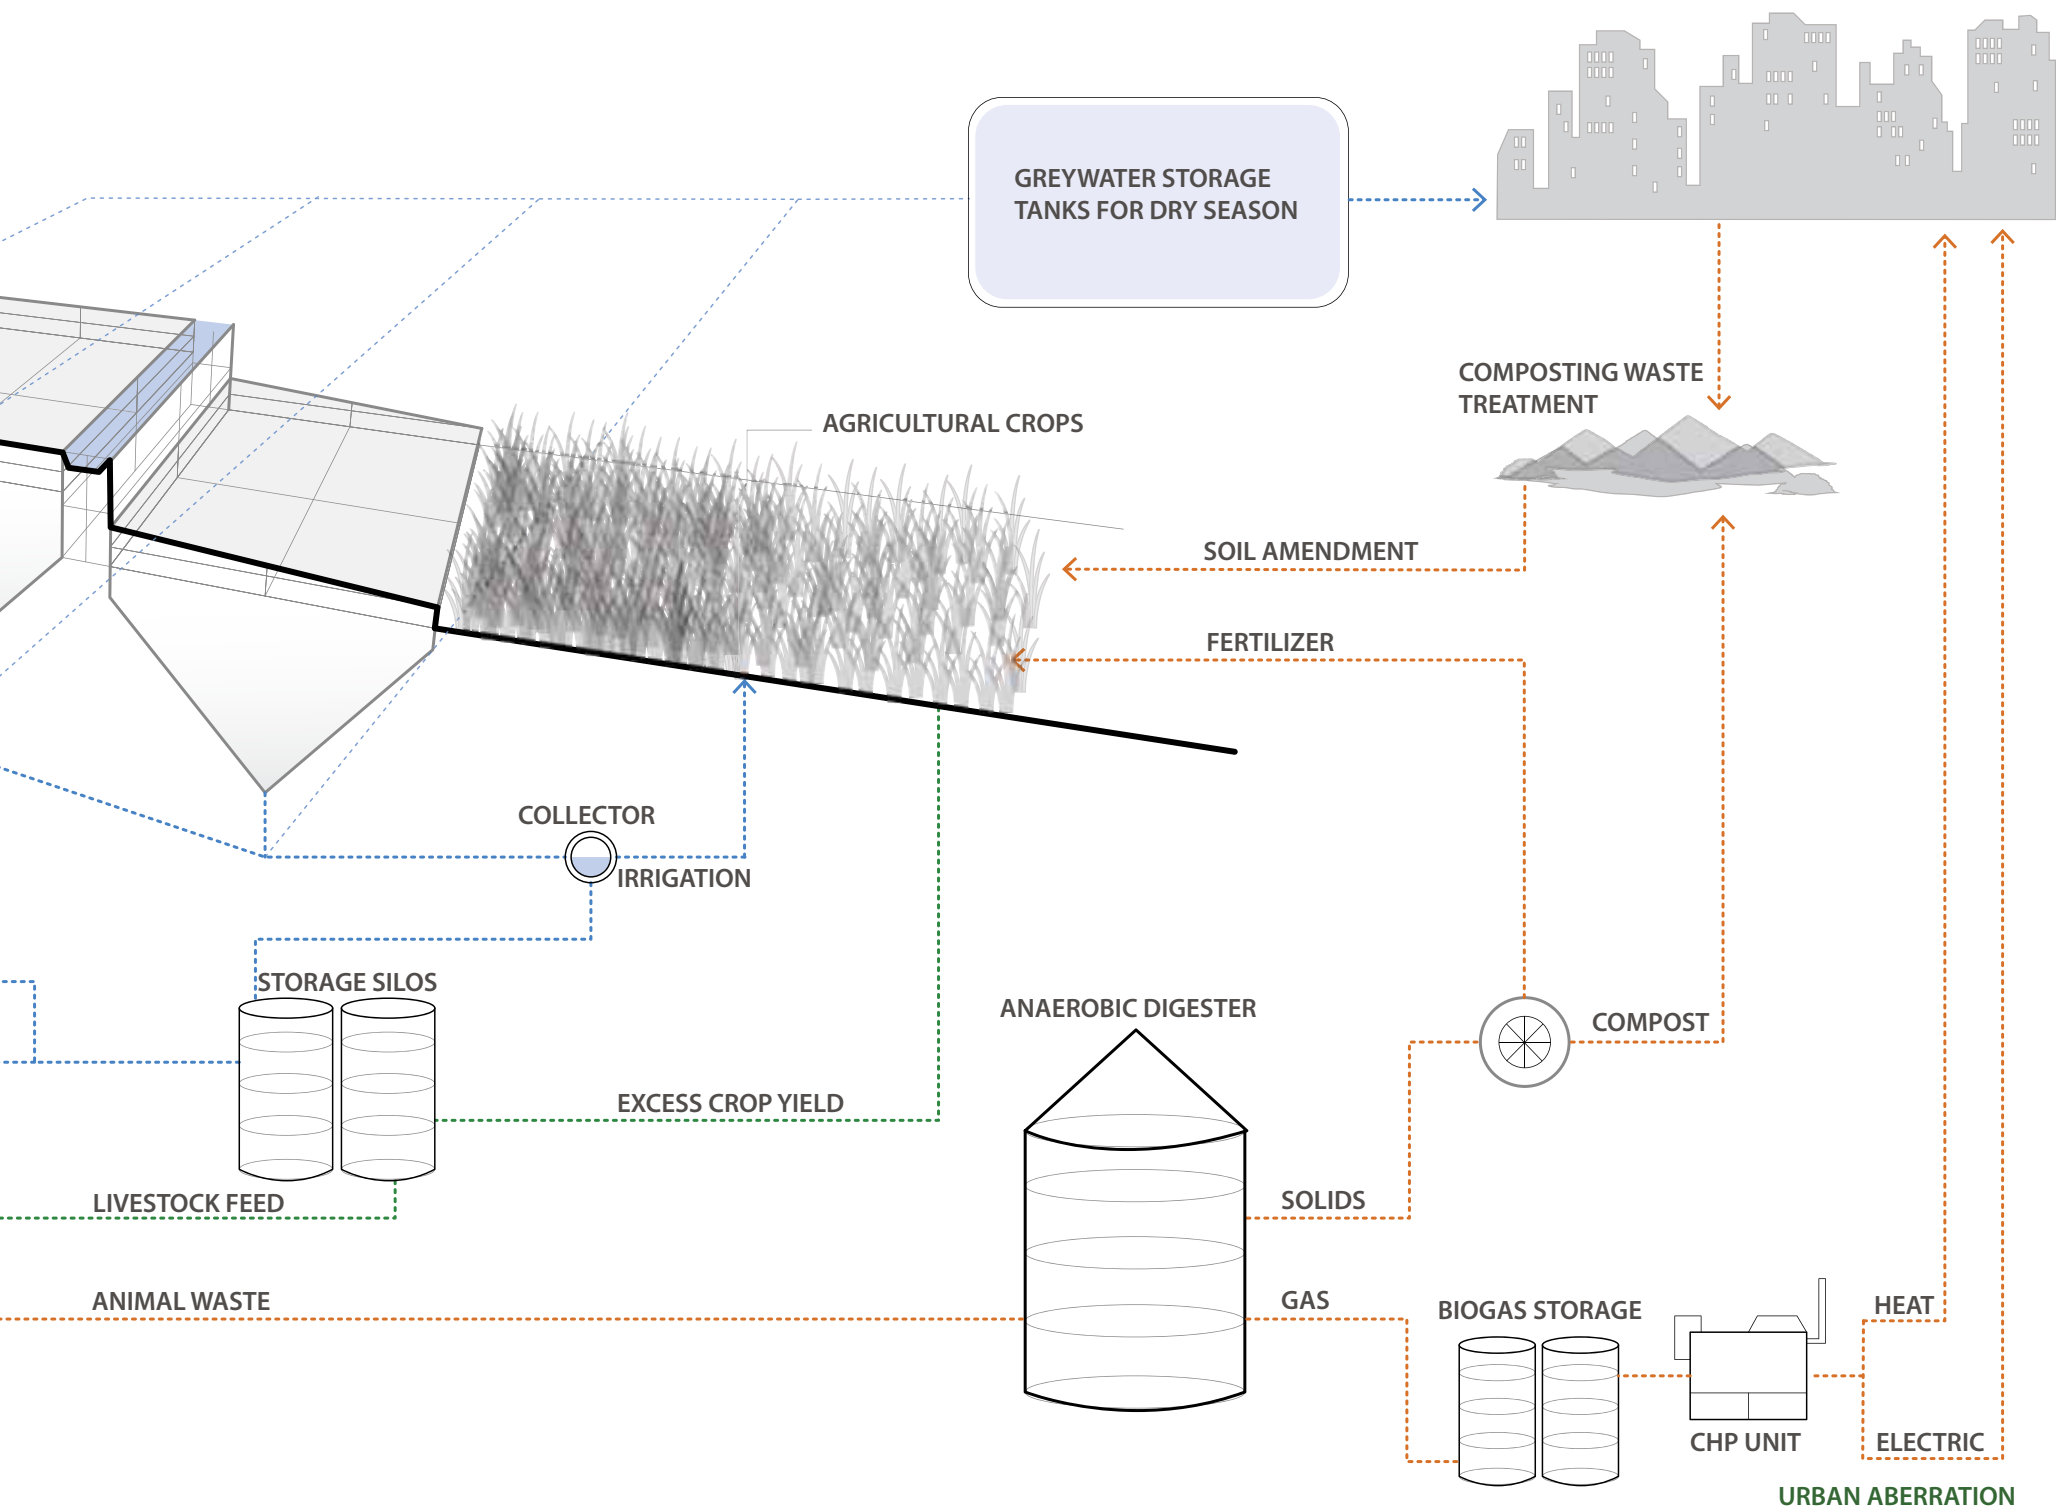 GREYWATER STORAGE
TANKS FOR DRY SEASON
COMPOSTING WASTE
TREATMENT
AGRICULTURAL CROPS
SOIL AMENDMENT
FERTILIZER
COLLECTOR
IRRIGATION
STORAGE SILOS
ANAEROBIC DIGESTER
COMPOST
EXCESS CROP YIELD
LIVESTOCK FEED
SOLIDS
ANIMAL WASTE
GAS
BIOGAS STORAGE
HEAT
CHP UNIT
ELECTRIC
URBAN ABERRATION